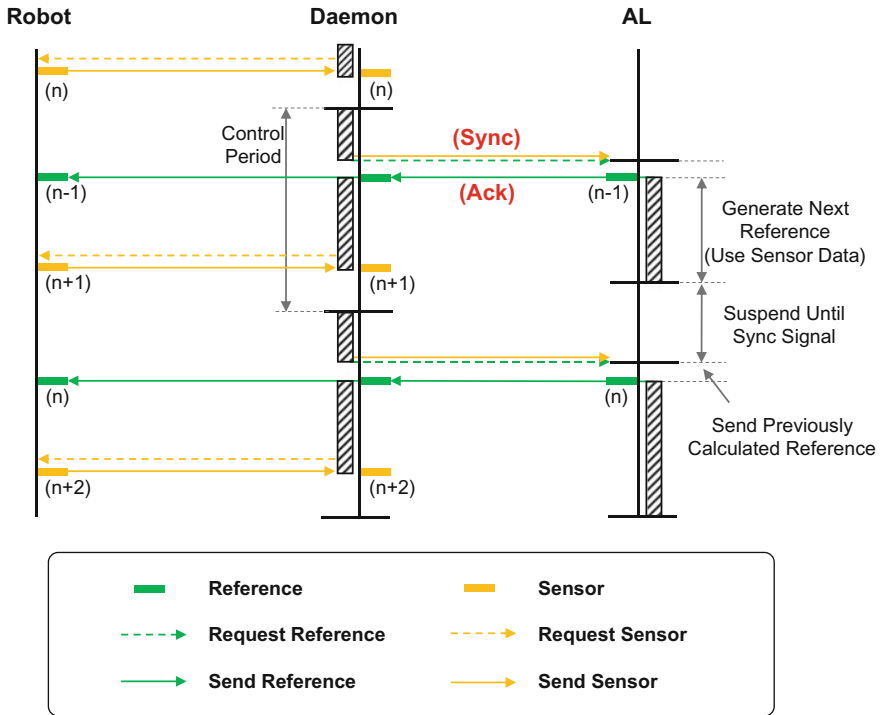 Robot
Daemon
AL
(n)
(n)
Control
Period
(Sync)
(Ack)
(n-1)
(n-1)
Generate Next
Reference
(Use Sensor Data)
(n+1)
(n+1)
Suspend Until
Sync Signal
(n)
(n)
Send Previously
Calculated Reference
(n+2)
(n+2)
Reference
Sensor
Request Reference
Request Sensor
Send Reference
Send Sensor